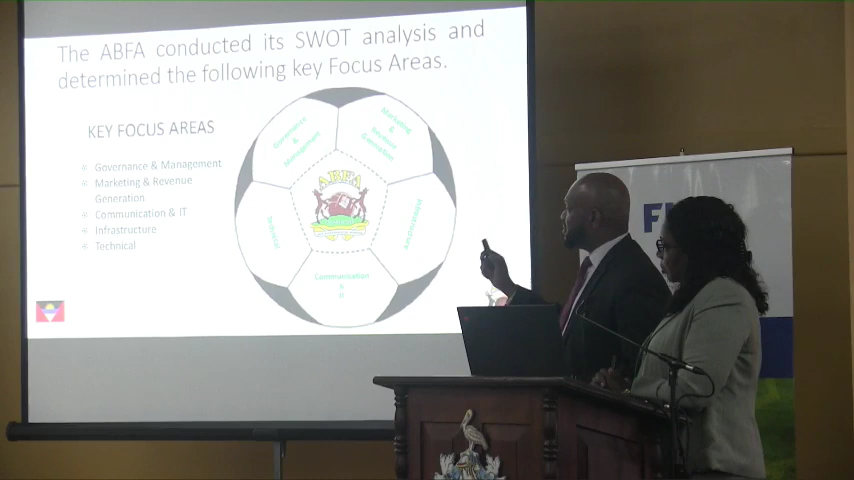 The ABFA conducted its SWOT analysis and
determined the following key Focus Areas.
KEY FOCUS AREAS
Governance & Management
Marketing & Revenue
Generation
Communication & IT
Infrastructure
Technical
Governance
&
Management
Marketing
&
Revenue
Generation
ABFA
Technical
Infrastructure
Communication
&
IT